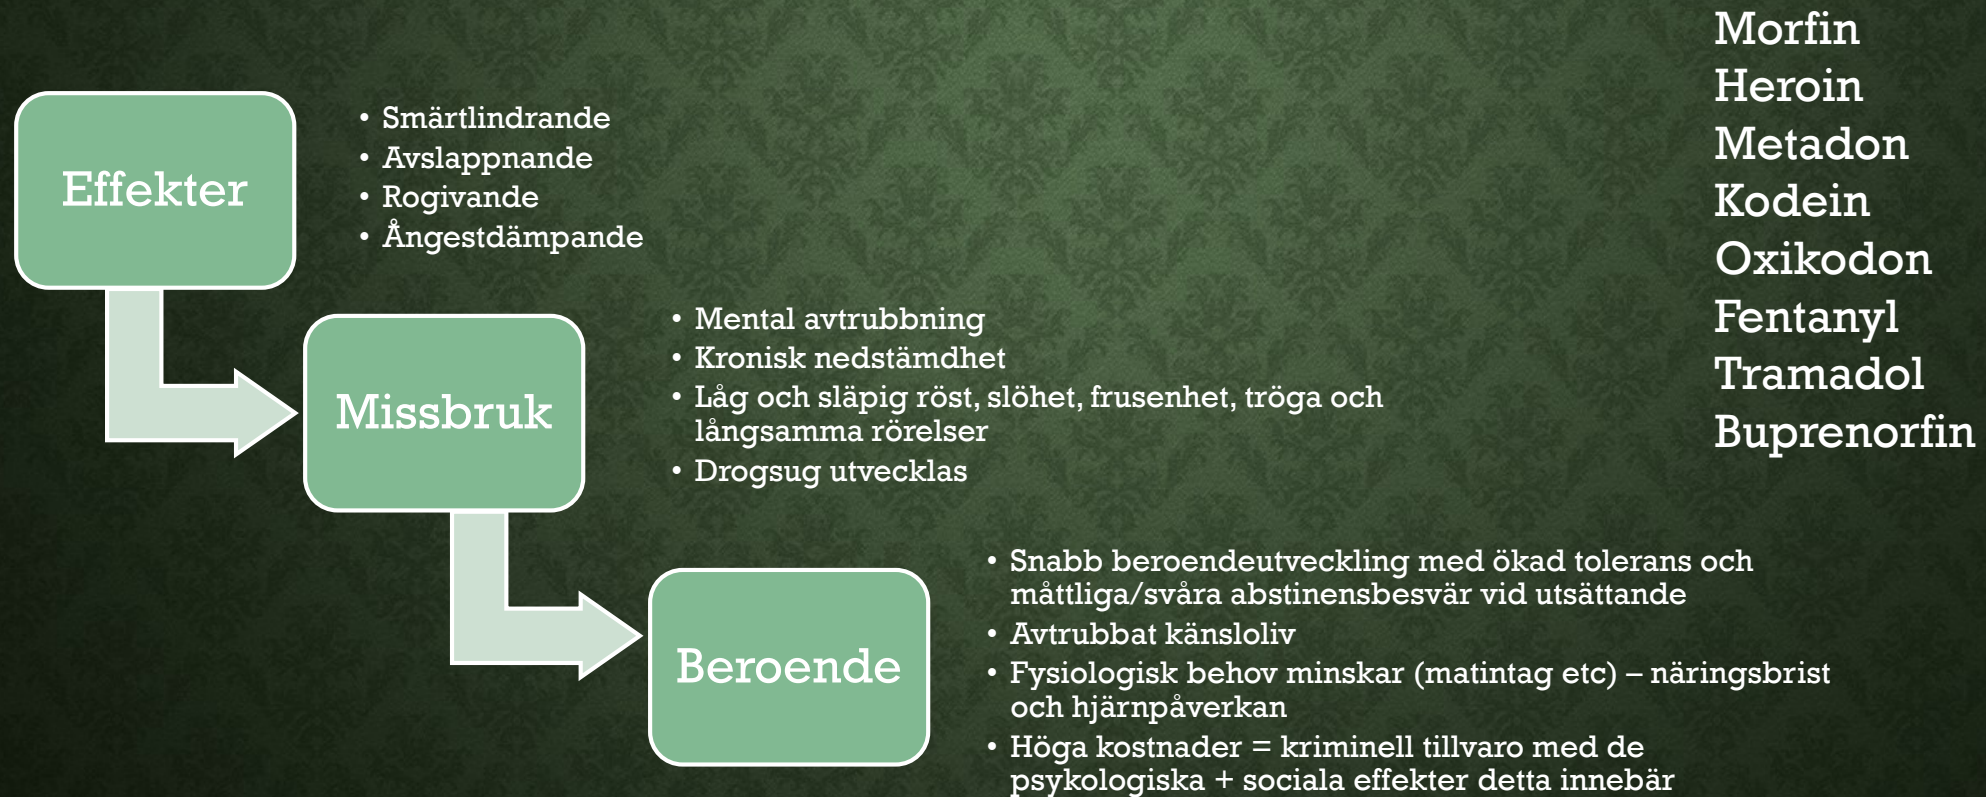 Effekter
• Smärtlindrande
• Avslappnande
• Rogivande
• Ångestdämpande
Missbruk
• Mental avtrubbning
• Kronisk nedstämdhet
• Låg och släpig röst, slöhet, frusenhet, tröga och
långsamma rörelser
• Drogsug utvecklas
Beroende
• Snabb beroendeutveckling med ökad tolerans och
måttliga/svåra abstinensbesvär vid utsättande
• Avtrubbat känsloliv
• Fysiologisk behov minskar (matintag etc) – näringsbrist
och hjärnpåverkan
• Höga kostnader = kriminell tillvaro med de
psykologiska + sociala effekter detta innebär
Morfin
Heroin
Metadon
Kodein
Oxikodon
Fentanyl
Tramadol
Buprenorfin